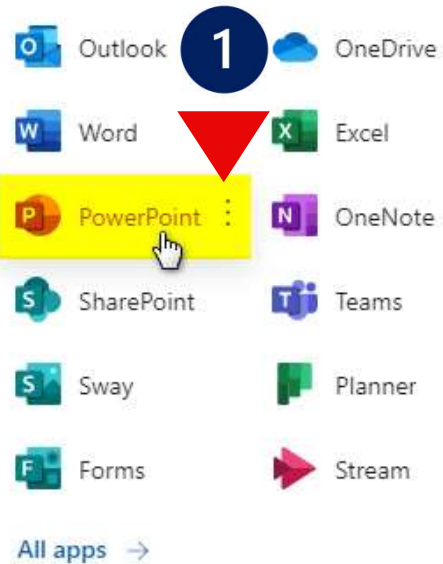 Outlook 1 OneDrive
Word Excel
PowerPoint OneNote
SharePoint Teams
Sway Planner
Forms Stream
All apps →